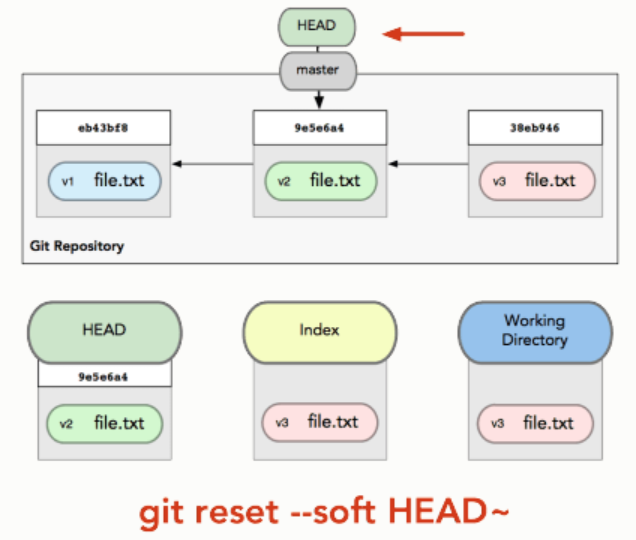 HEAD
master
eb43bf8 9e5e6a4 38eb946
v1 file.txt v2 file.txt v3 file.txt
Git Repository
HEAD Index Working Directory
9e5e6a4
v2 file.txt v3 file.txt v3 file.txt
git reset --soft HEAD~